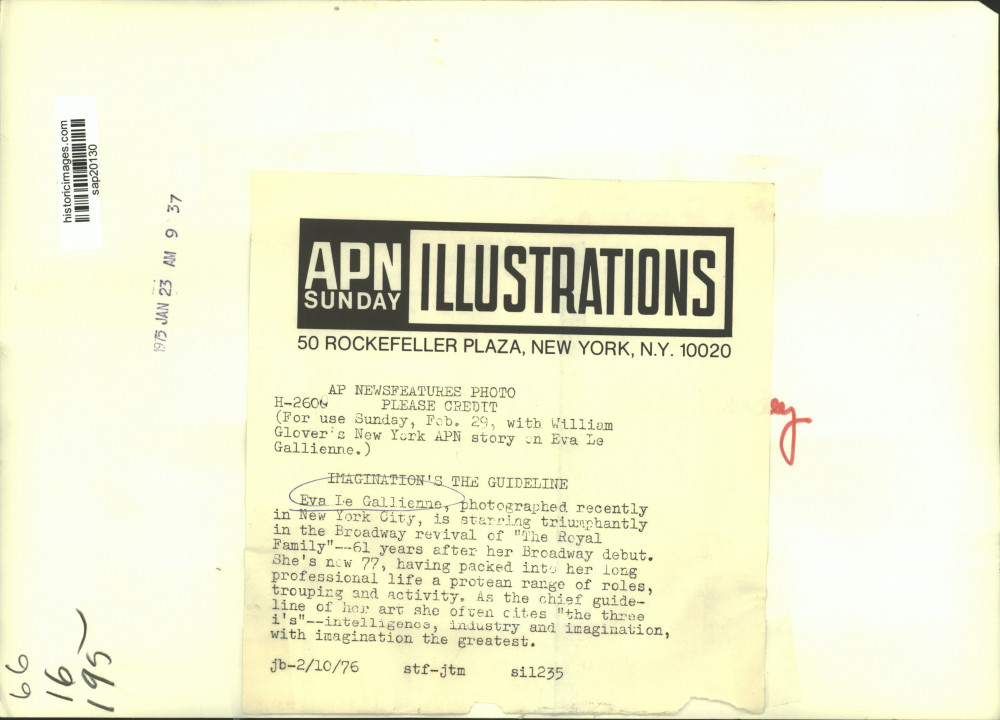 historicimages.com
sap20130
1975 JAN 23 AM 9 37
APN
SUNDAY
ILLUSTRATIONS
50 ROCKEFELLER PLAZA, NEW YORK, N.Y. 10020
AP NEWSFEATURES PHOTO
H-2600 PLEASE CREDIT
(For use Sunday, Feb. 29, with William
Glover's New York APN story on Eva Le
Gallienne.)
IMAGINATION'S THE GUIDELINE
Eva Le Gallienne, photographed recently
in New York City, is starring triumphantly
in the Broadway revival of "The Royal
Family"--61 years after her Broadway debut.
She's now 77, having packed into her long
professional life a protean range of roles,
trouping and activity. As the chief guide-
line of her art she often cites "the three
i's"--intelligence, industry and imagination,
with imagination the greatest.
jb-2/10/76 stf-jtm si1235
66
16
195